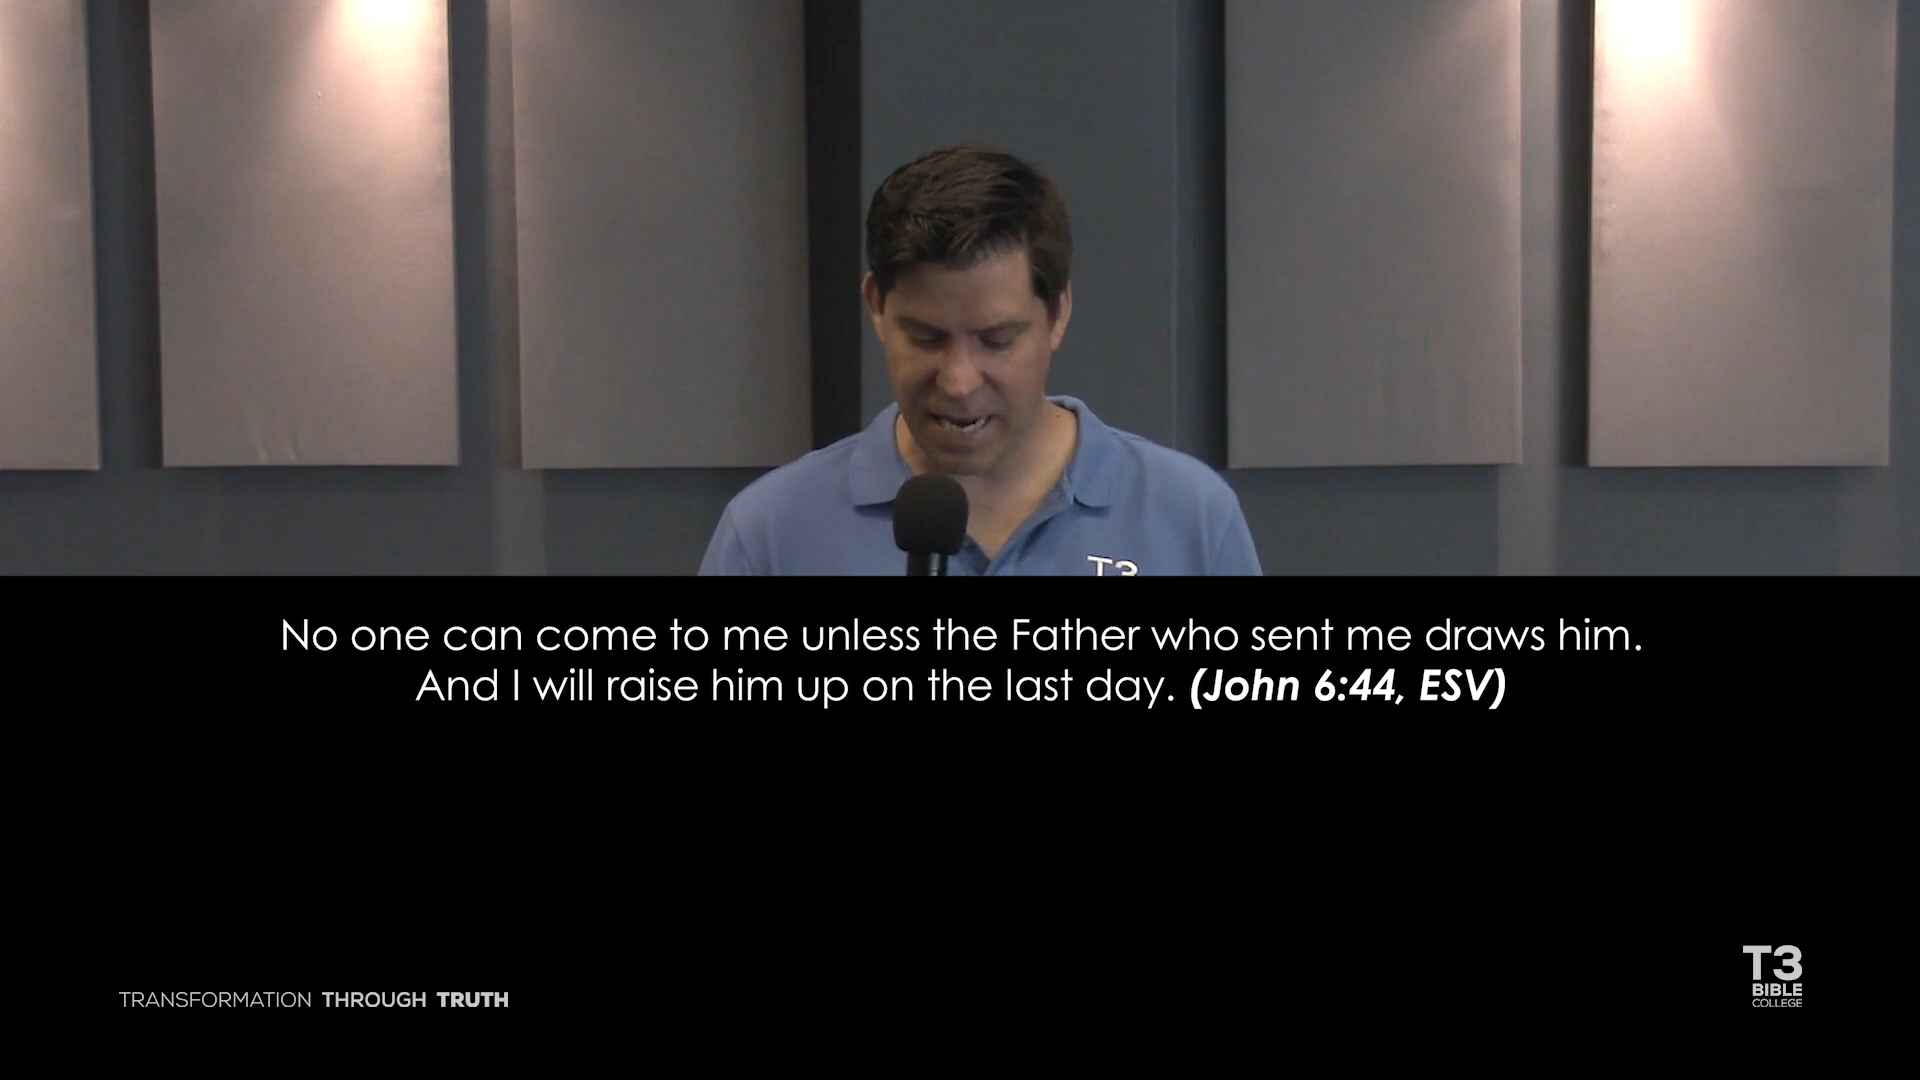 T3
No one can come to me unless the Father who sent me draws him.
And I will raise him up on the last day. (John 6:44, ESV)
TRANSFORMATION THROUGH TRUTH
T3
BIBLE
COLLEGE